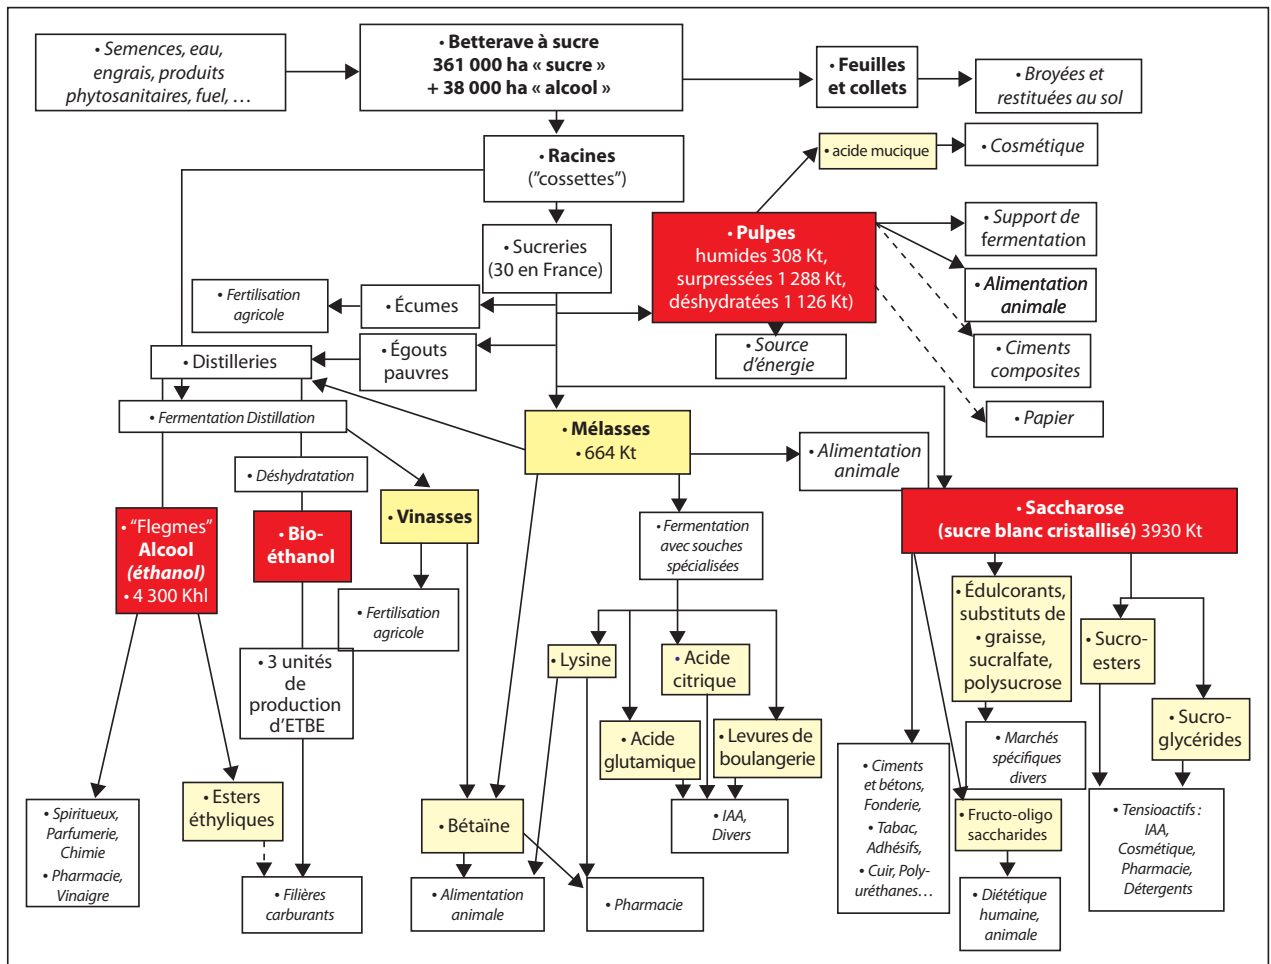 • Semences, eau,
engrais, produits
phytosanitaires, fuel, …
• Betterave à sucre
361 000 ha « sucre »
+ 38 000 ha « alcool »
• Feuilles
et collets
• Broyées et
restituées au sol
• Racines
(”cossettes”)
• acide mucique
• Cosmétique
• Sucreries
(30 en France)
• Pulpes
humides 308 Kt,
surpressées 1 288 Kt,
déshydratées 1 126 Kt)
• Support de
fermentation
• Alimentation
animale
• Fertilisation
agricole
• Écumes
• Source
d’énergie
• Ciments
composites
• Distilleries
• Égouts
pauvres
• Papier
• Fermentation Distillation
• Mélasses
• 664 Kt
• Alimentation
animale
• Déshydratation
• Saccharose
(sucre blanc cristallisé) 3930 Kt
• “Flegmes”
Alcool
(éthanol)
• 4 300 Khl
• Bio-
éthanol
• Vinasses
• Fermentation
avec souches
spécialisées
• Fertilisation
agricole
• Édulcorants,
substituts de
• graisse,
sucralfate,
polysucrose
• Sucro-
esters
• Lysine
• Acide
citrique
• 3 unités
de
production
d’ETBE
• Sucro-
glycérides
• Acide
glutamique
• Levures de
boulangerie
• Marchés
spécifiques
divers
• Ciments
et bétons,
Fonderie,
• Tabac,
Adhésifs,
• Cuir, Poly-
uréthanes…
• Spiritueux,
Parfumerie,
Chimie
• Pharmacie,
Vinaigre
• Esters
éthyliques
• Bétaïne
• IAA,
Divers
• Fructo-oligo
saccharides
• Tensioactifs :
IAA,
Cosmétique,
Pharmacie,
Détergents
• Filières
carburants
• Alimentation
animale
• Pharmacie
• Diététique
humaine,
animale